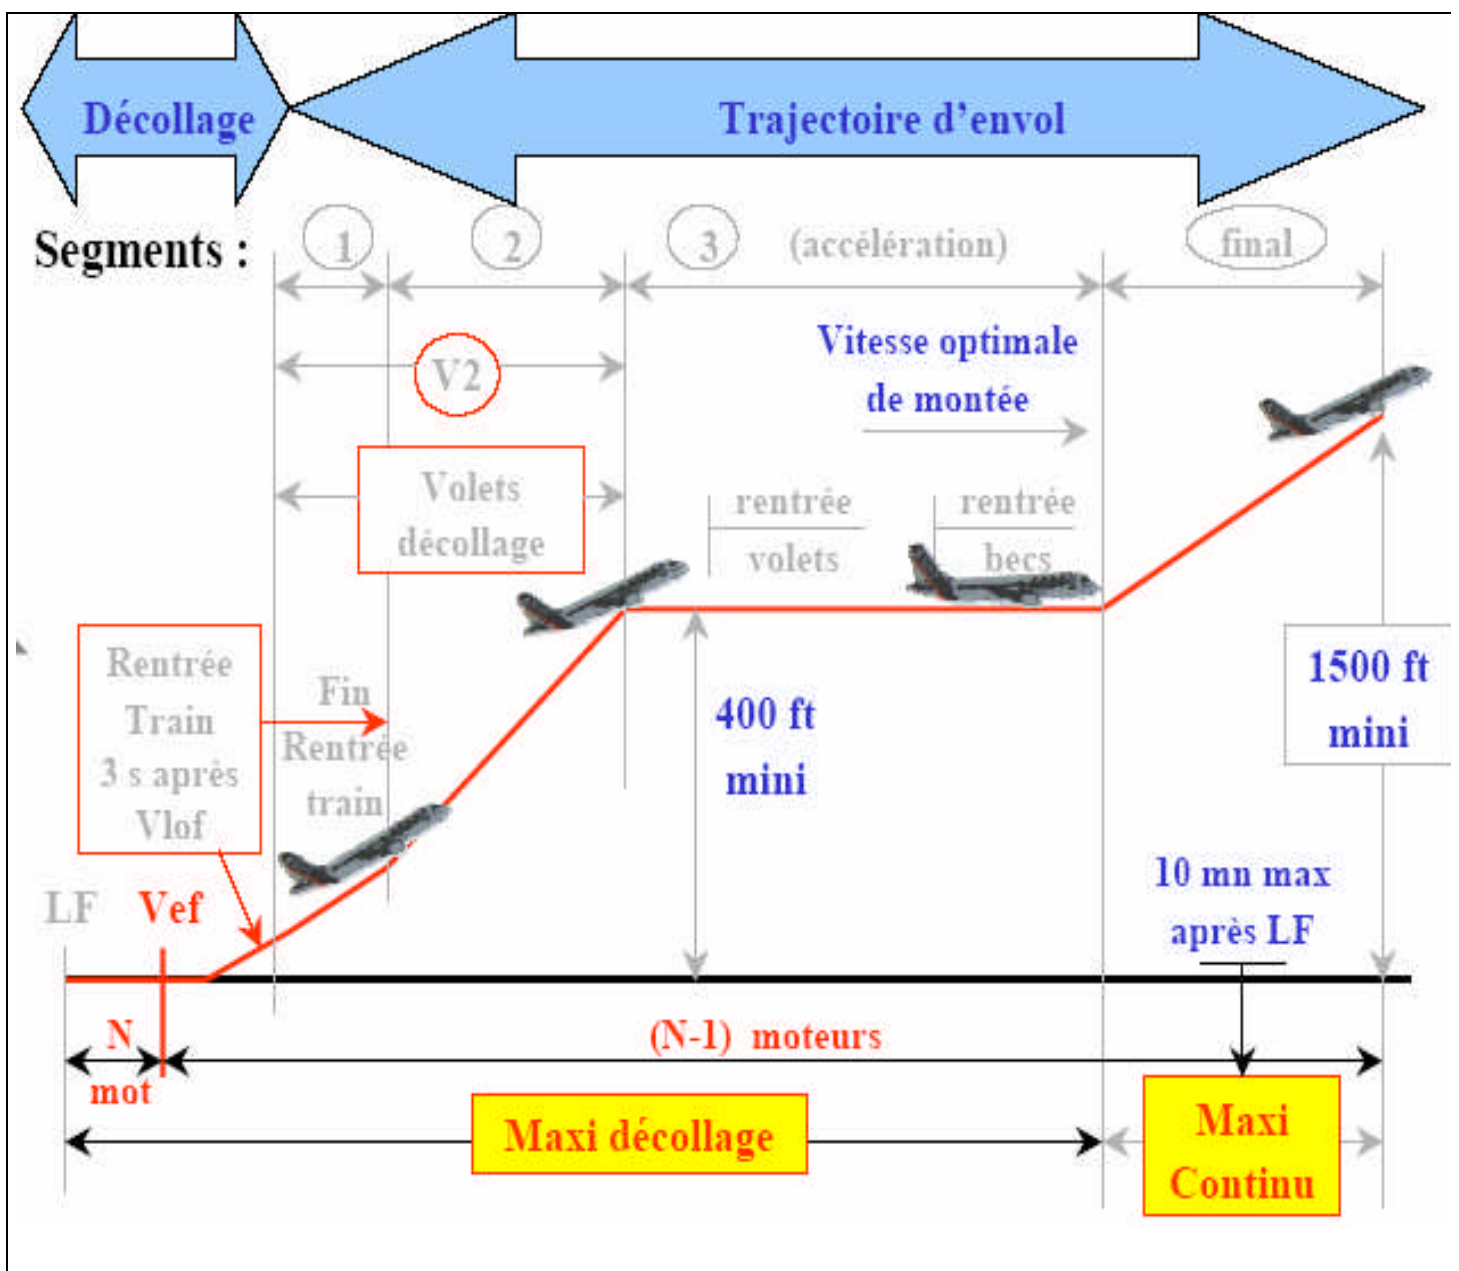 Décollage
Trajectoire d'envol
Segments :
1
2
3
(accélération)
final
Vitesse optimale
de montée
V2
Volets
décollage
rentrée
volets
rentrée
becs
Rentrée
Train
3 s après
Vlof
Fin
Rentrée
train
400 ft
mini
1500 ft
mini
LF
Vef
10 mn max
après LF
N
mot
(N-1) moteurs
Maxi décollage
Maxi
Continu